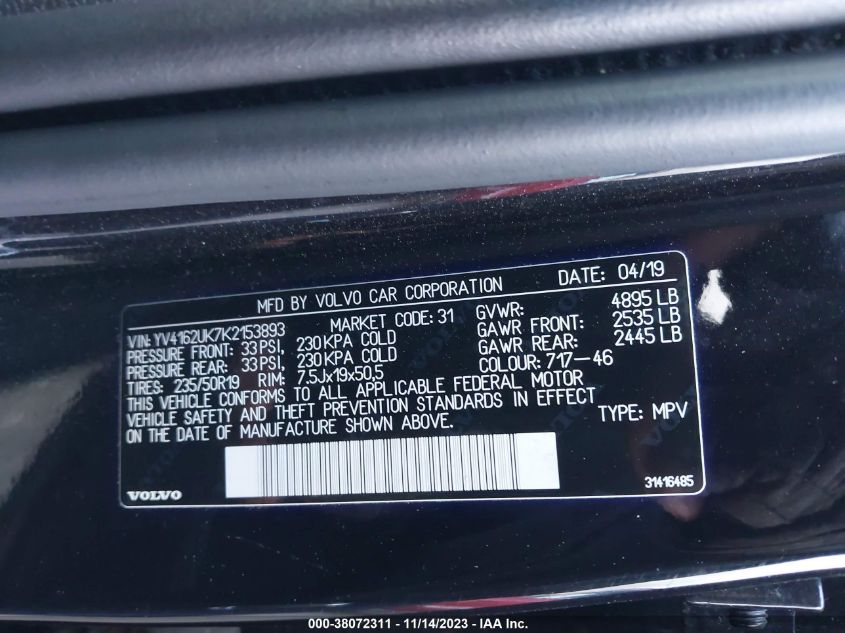 MFD BY VOLVO CAR CORPORATION DATE: 04/19
VIN: YV4162UK7K2153893 MARKET CODE: 31 GVWR: 4895 LB
PRESSURE FRONT: 33 PSI, 230 KPA COLD GAWR FRONT: 2535 LB
PRESSURE REAR: 33 PSI, 230 KPA COLD GAWR REAR: 2445 LB
TIRES: 235/50R19 RIM: 7.5Jx19x50,5 COLOUR: 717-46
THIS VEHICLE CONFORMS TO ALL APPLICABLE FEDERAL MOTOR
VEHICLE SAFETY AND THEFT PREVENTION STANDARDS IN EFFECT
ON THE DATE OF MANUFACTURE SHOWN ABOVE. TYPE: MPV
VOLVO 31416485
000-38072311 - 11/14/2023 - IAA Inc.